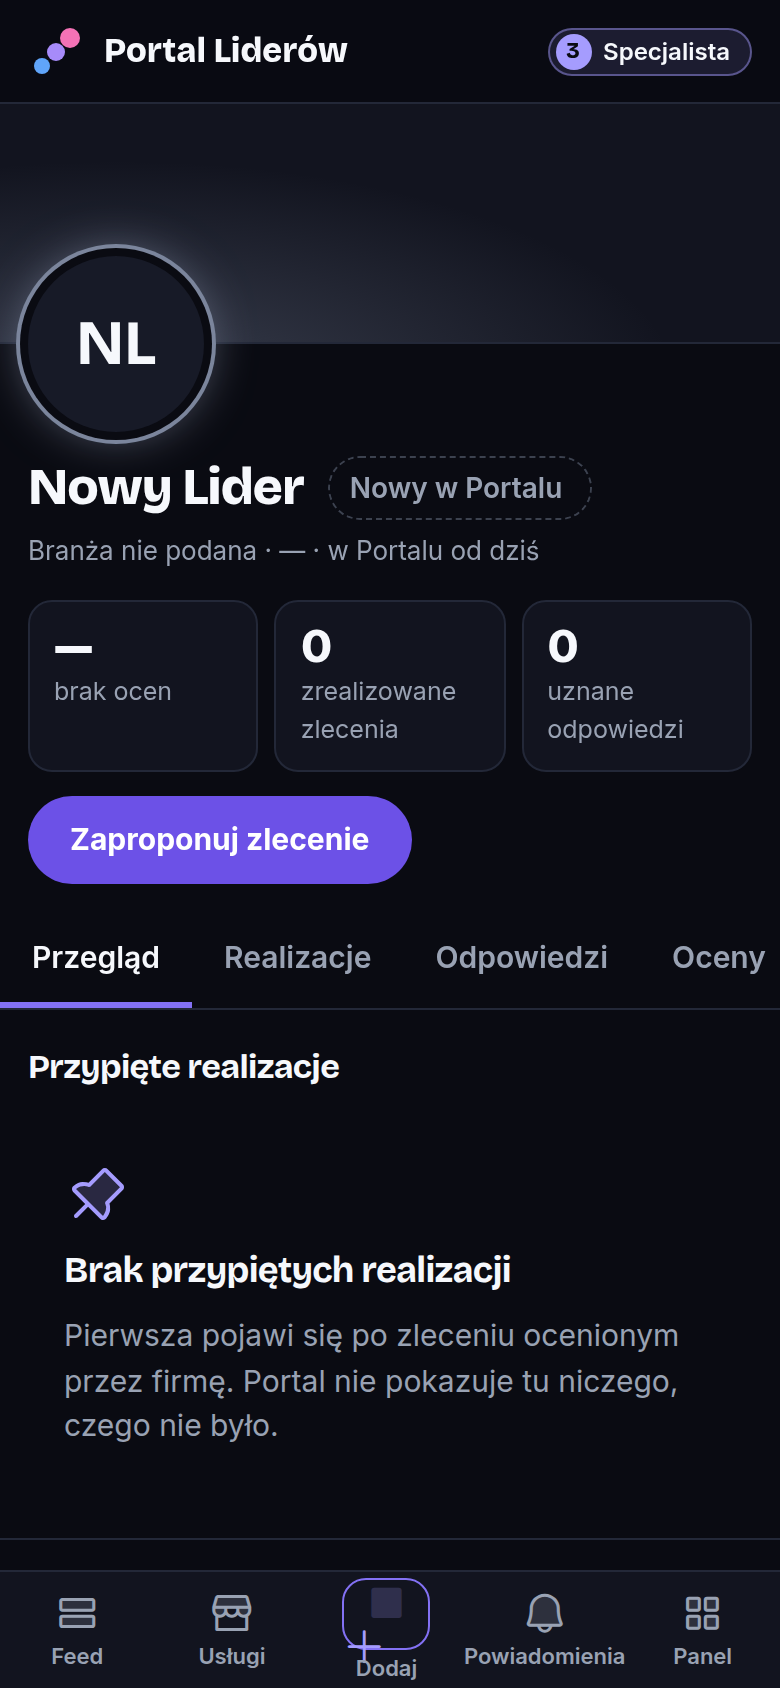 Portal Liderów
3 Specjalista
NL
Nowy Lider
Nowy w Portalu
Branża nie podana · — · w Portalu od dziś
—
brak ocen
0
zrealizowane
zlecenia
0
uznane
odpowiedzi
Zaproponuj zlecenie
Przegląd
Realizacje
Odpowiedzi
Oceny
Przypięte realizacje
Brak przypiętych realizacji
Pierwsza pojawi się po zleceniu ocenionym
przez firmę. Portal nie pokazuje tu niczego,
czego nie było.
Feed
Usługi
Dodaj
Powiadomienia
Panel